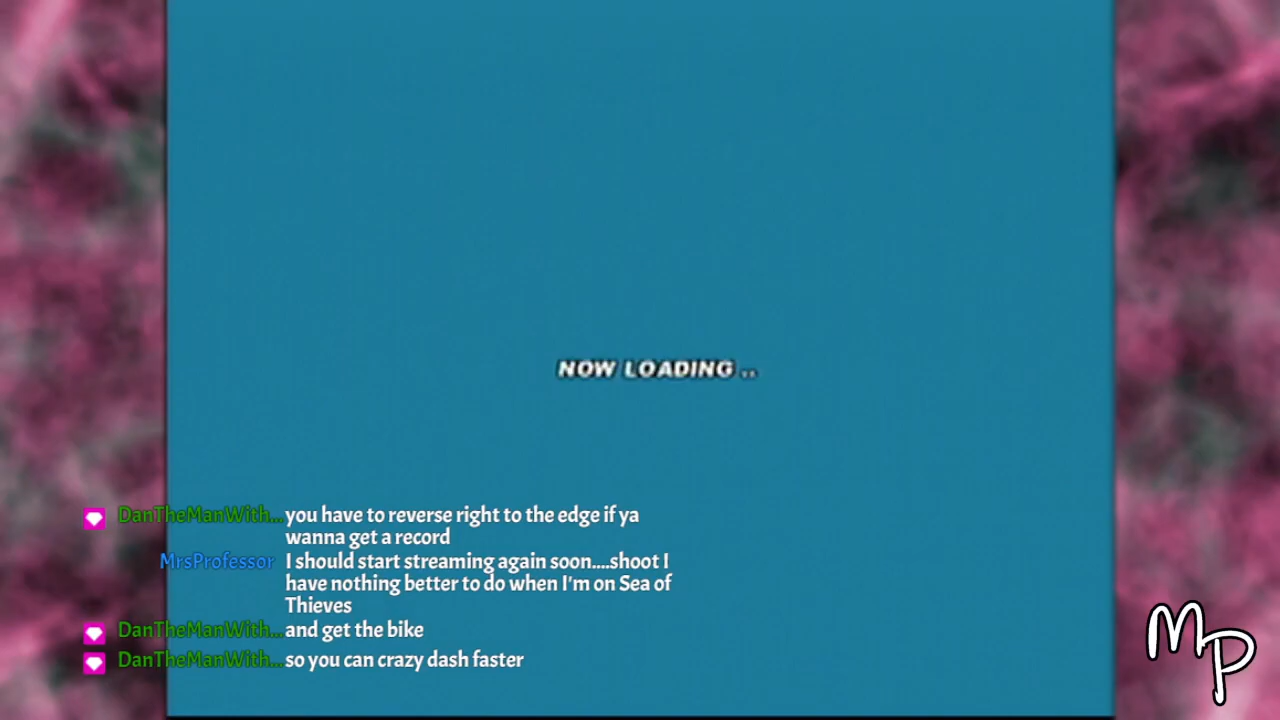 NOW LOADING ..
DanTheManWith... you have to reverse right to the edge if ya
wanna get a record
MrsProfessor I should start streaming again soon....shoot I
have nothing better to do when I'm on Sea of
Thieves
DanTheManWith... and get the bike
DanTheManWith... so you can crazy dash faster
MP